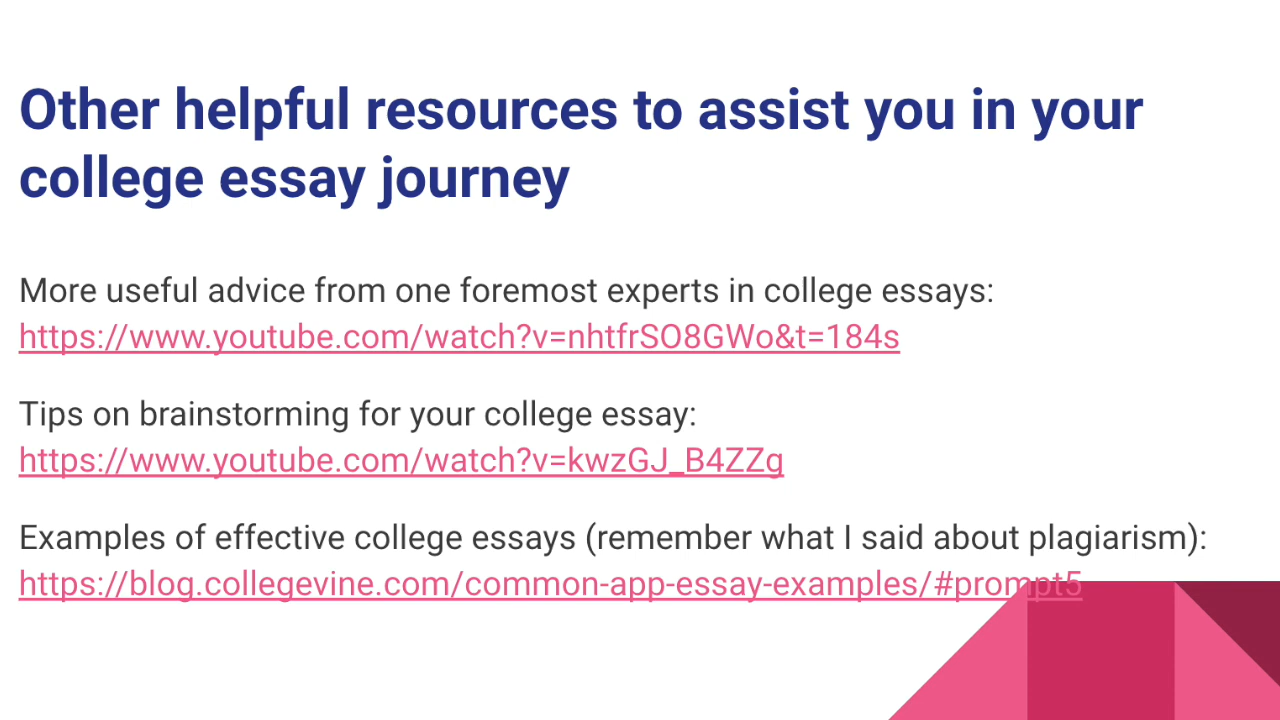 Other helpful resources to assist you in your
college essay journey
More useful advice from one foremost experts in college essays:
https://www.youtube.com/watch?v=nhtfrSO8GWo&t=184s
Tips on brainstorming for your college essay:
https://www.youtube.com/watch?v=kwzGJ_B4ZZg
Examples of effective college essays (remember what I said about plagiarism):
https://blog.collegevine.com/common-app-essay-examples/#prompt5